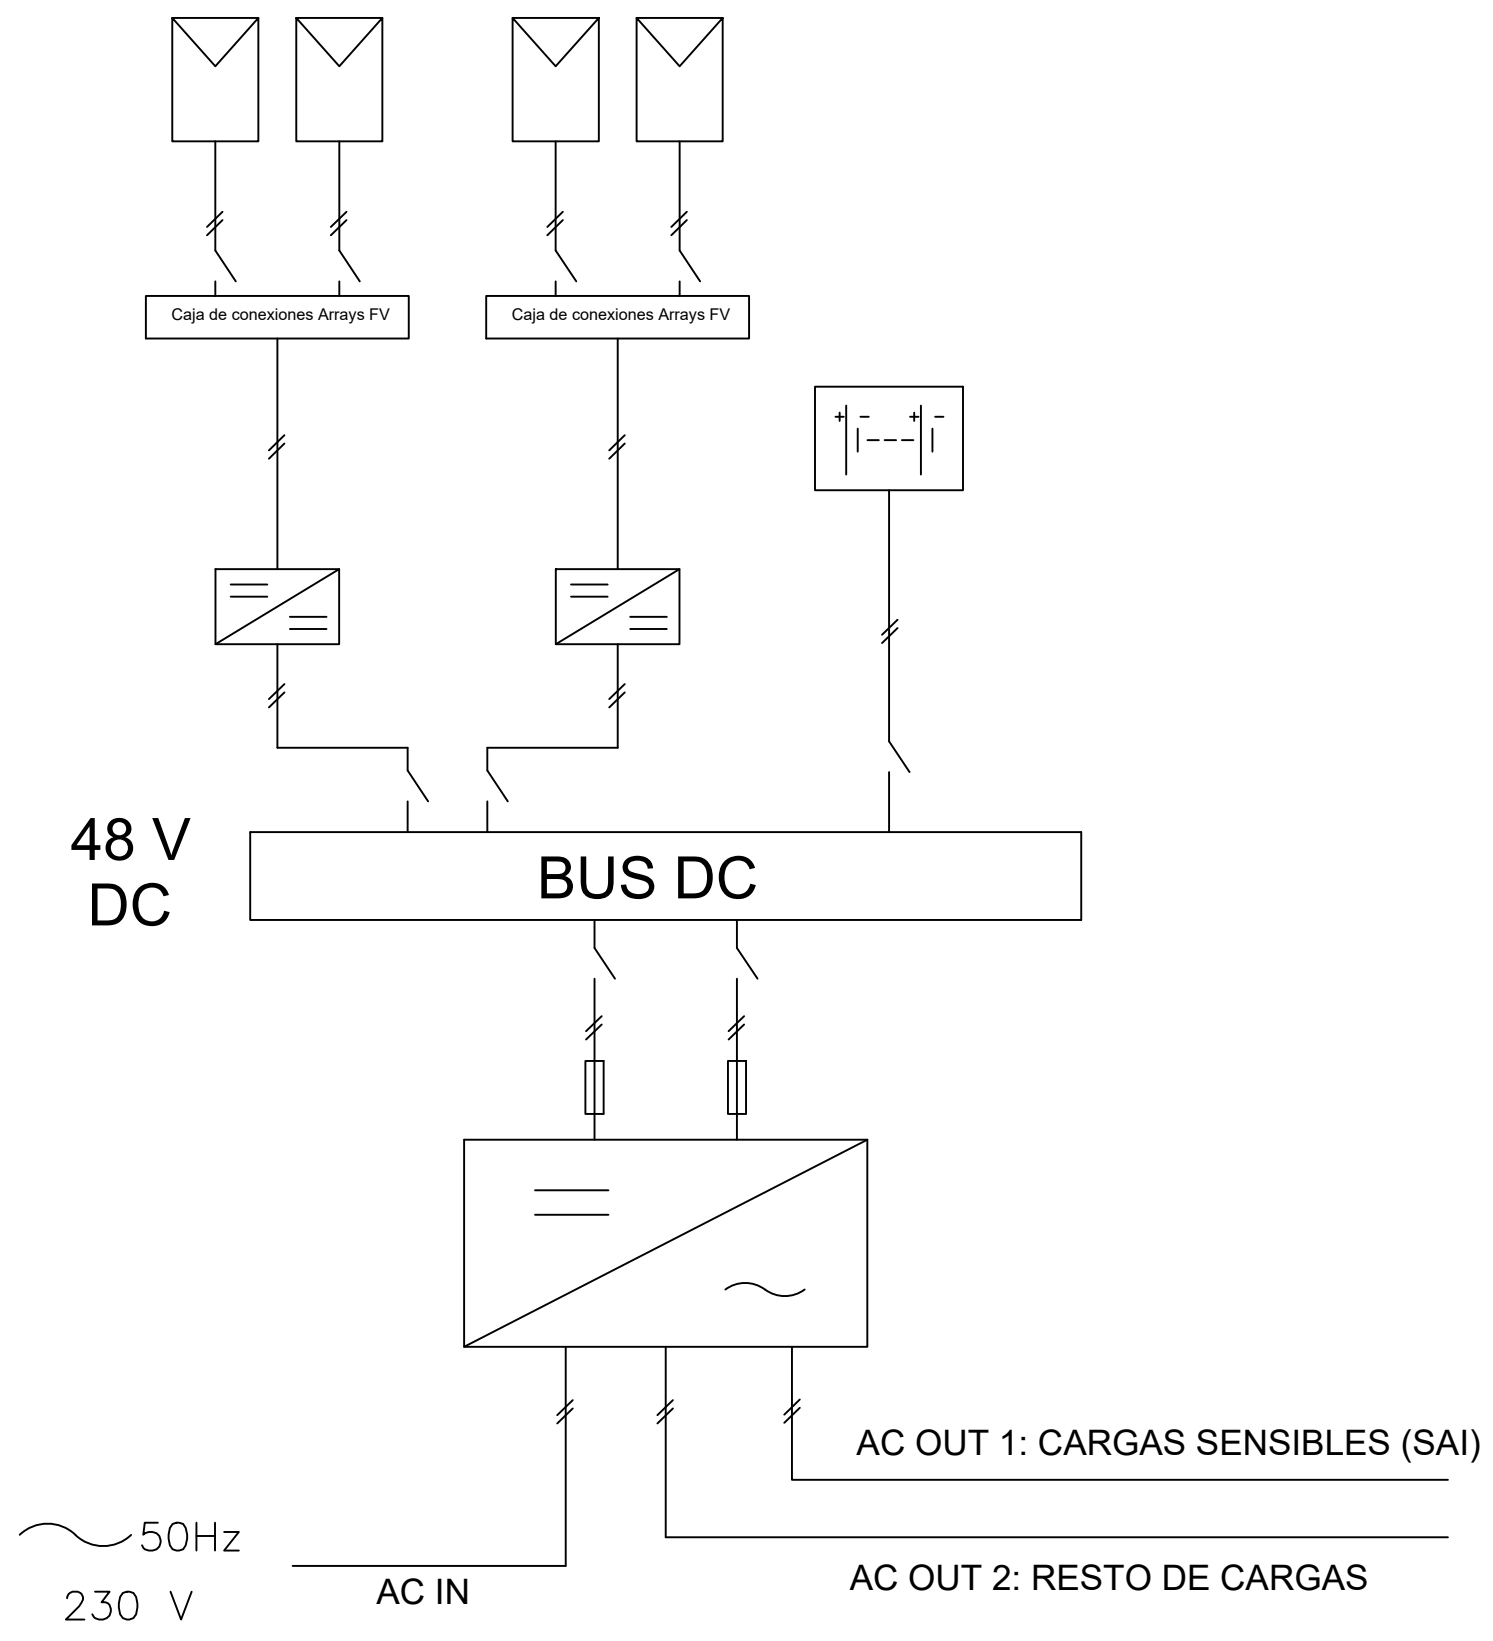 Caja de conexiones Arrays FV
Caja de conexiones Arrays FV
+ - + -
48 V
DC
BUS DC
AC OUT 1: CARGAS SENSIBLES (SAI)
50Hz
230 V
AC IN
AC OUT 2: RESTO DE CARGAS